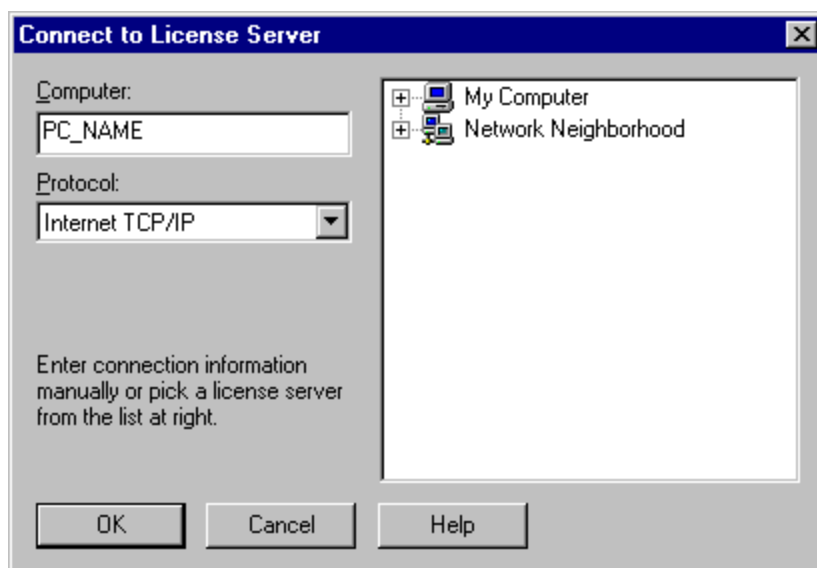 Connect to License Server
Computer:
PC_NAME
Protocol:
Internet TCP/IP
Enter connection information
manually or pick a license server
from the list at right.
My Computer
Network Neighborhood
OK
Cancel
Help